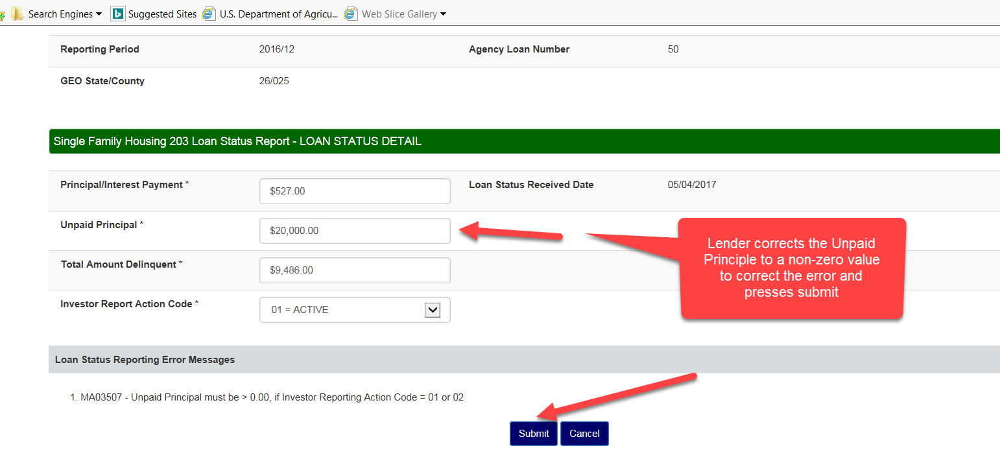 Search Engines Suggested Sites U.S. Department of Agricu... Web Slice Gallery
Reporting Period 2016/12 Agency Loan Number 50
GEO State/County 26/025
Single Family Housing 203 Loan Status Report - LOAN STATUS DETAIL
Principal/Interest Payment * $527.00 Loan Status Received Date 05/04/2017
Unpaid Principal * $20,000.00
Total Amount Delinquent * $9,486.00
Investor Report Action Code * 01 = ACTIVE
Lender corrects the Unpaid
Principle to a non-zero value
to correct the error and
presses submit
Loan Status Reporting Error Messages
1. MA03507 - Unpaid Principal must be > 0.00, if Investor Reporting Action Code = 01 or 02
Submit Cancel